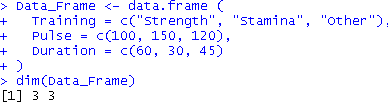 > Data_Frame <- data.frame (
+   Training = c("Strength", "Stamina", "Other"),
+   Pulse = c(100, 150, 120),
+   Duration = c(60, 30, 45)
+ )
> dim(Data_Frame)
[1] 3 3